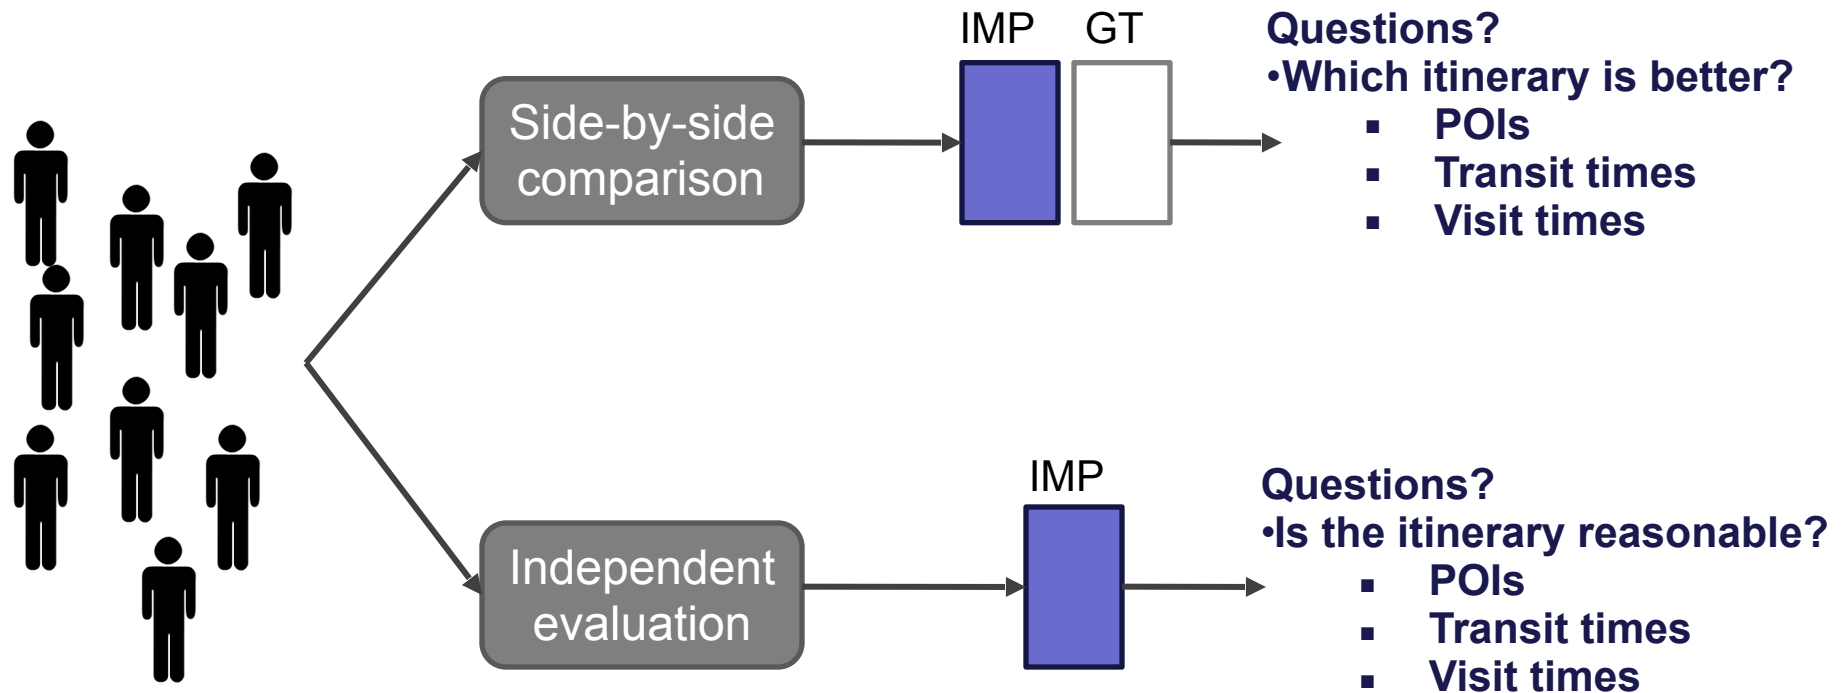 IMP GT
Side-by-side
comparison
Questions?
•Which itinerary is better?
▪ POIs
▪ Transit times
▪ Visit times
Independent
evaluation
IMP
Questions?
•Is the itinerary reasonable?
▪ POIs
▪ Transit times
▪ Visit times